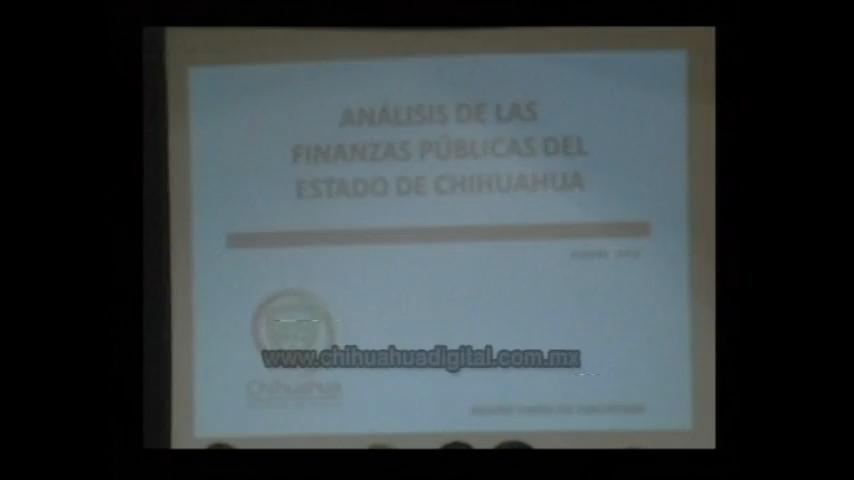 ANÁLISIS DE LAS
FINANZAS PÚBLICAS DEL
ESTADO DE CHIHUAHUA
www.chihuahuadigital.com.mx
Chihuahua